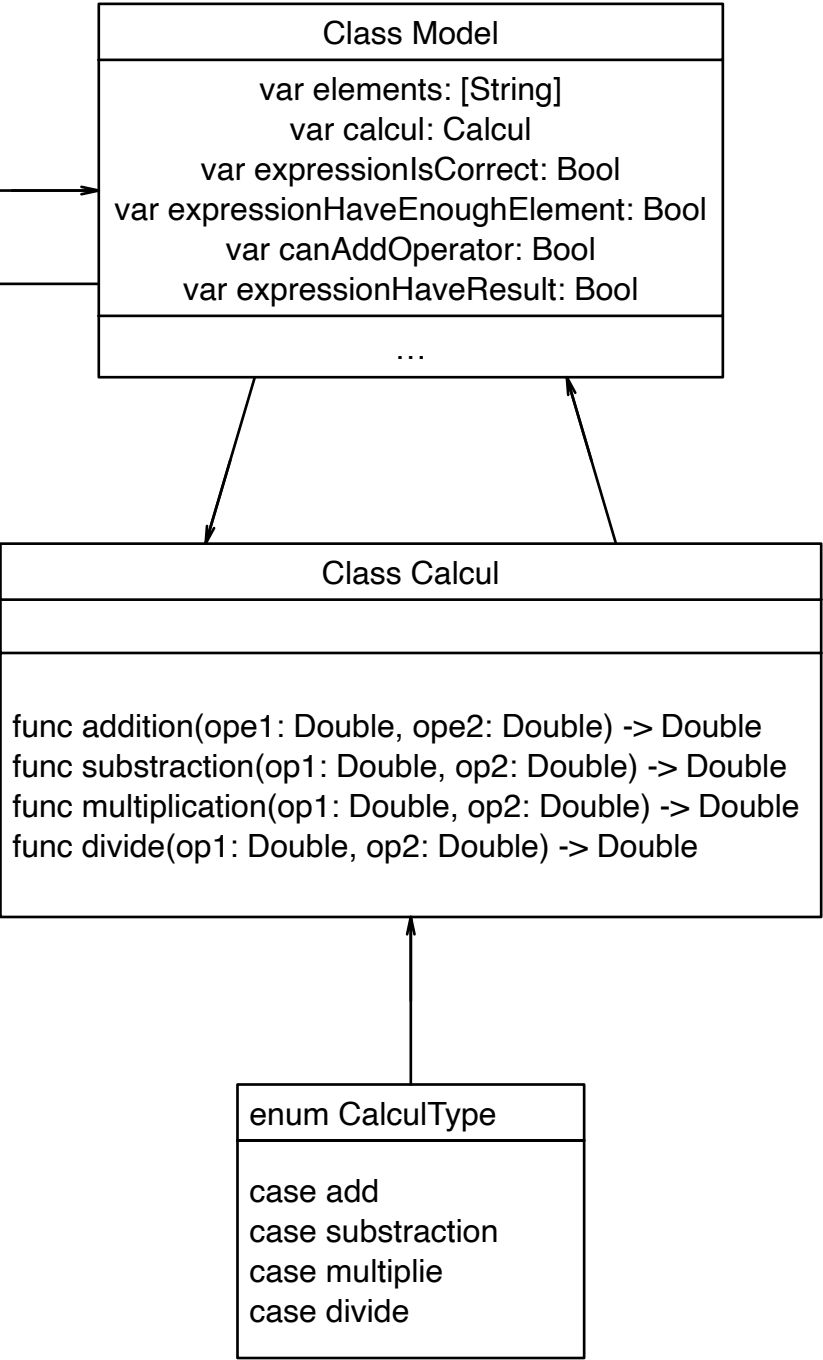 Class Model
var elements: [String]
var calcul: Calcul
var expressionIsCorrect: Bool
var expressionHaveEnoughElement: Bool
var canAddOperator: Bool
var expressionHaveResult: Bool
...
Class Calcul
func addition(ope1: Double, ope2: Double) -> Double
func substraction(op1: Double, op2: Double) -> Double
func multiplication(op1: Double, op2: Double) -> Double
func divide(op1: Double, op2: Double) -> Double
enum CalculType
case add
case substraction
case multiplie
case divide